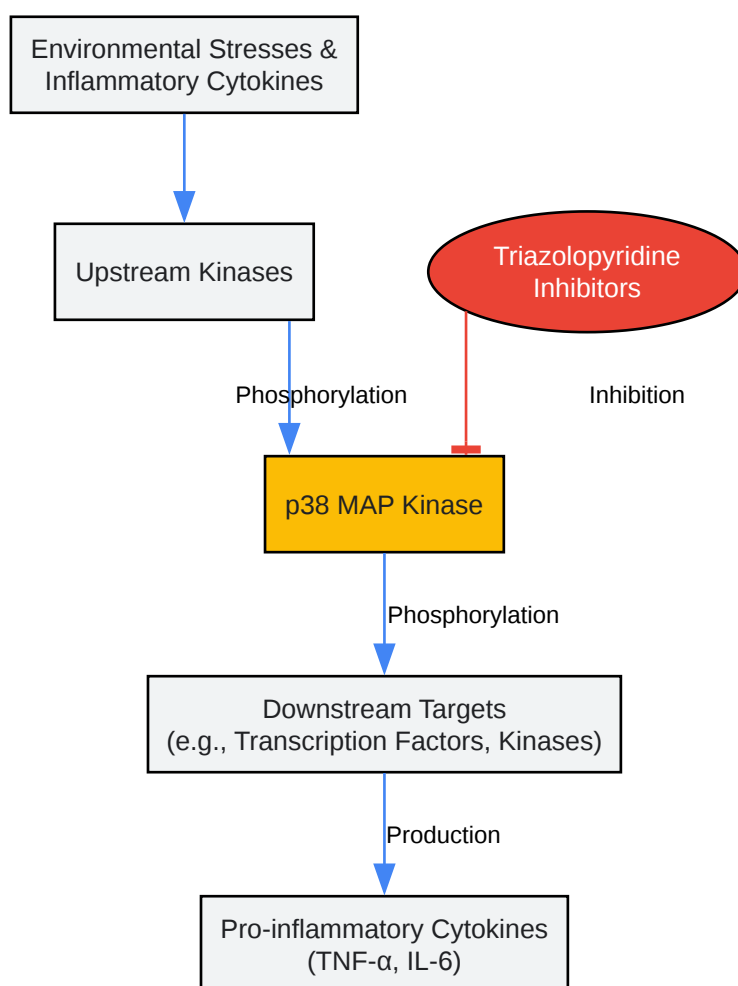 Environmental Stresses &
Inflammatory Cytokines
Upstream Kinases
Triazolopyridine
Inhibitors
Phosphorylation
Inhibition
p38 MAP Kinase
Phosphorylation
Downstream Targets
(e.g., Transcription Factors, Kinases)
Production
Pro-inflammatory Cytokines
(TNF-α, IL-6)